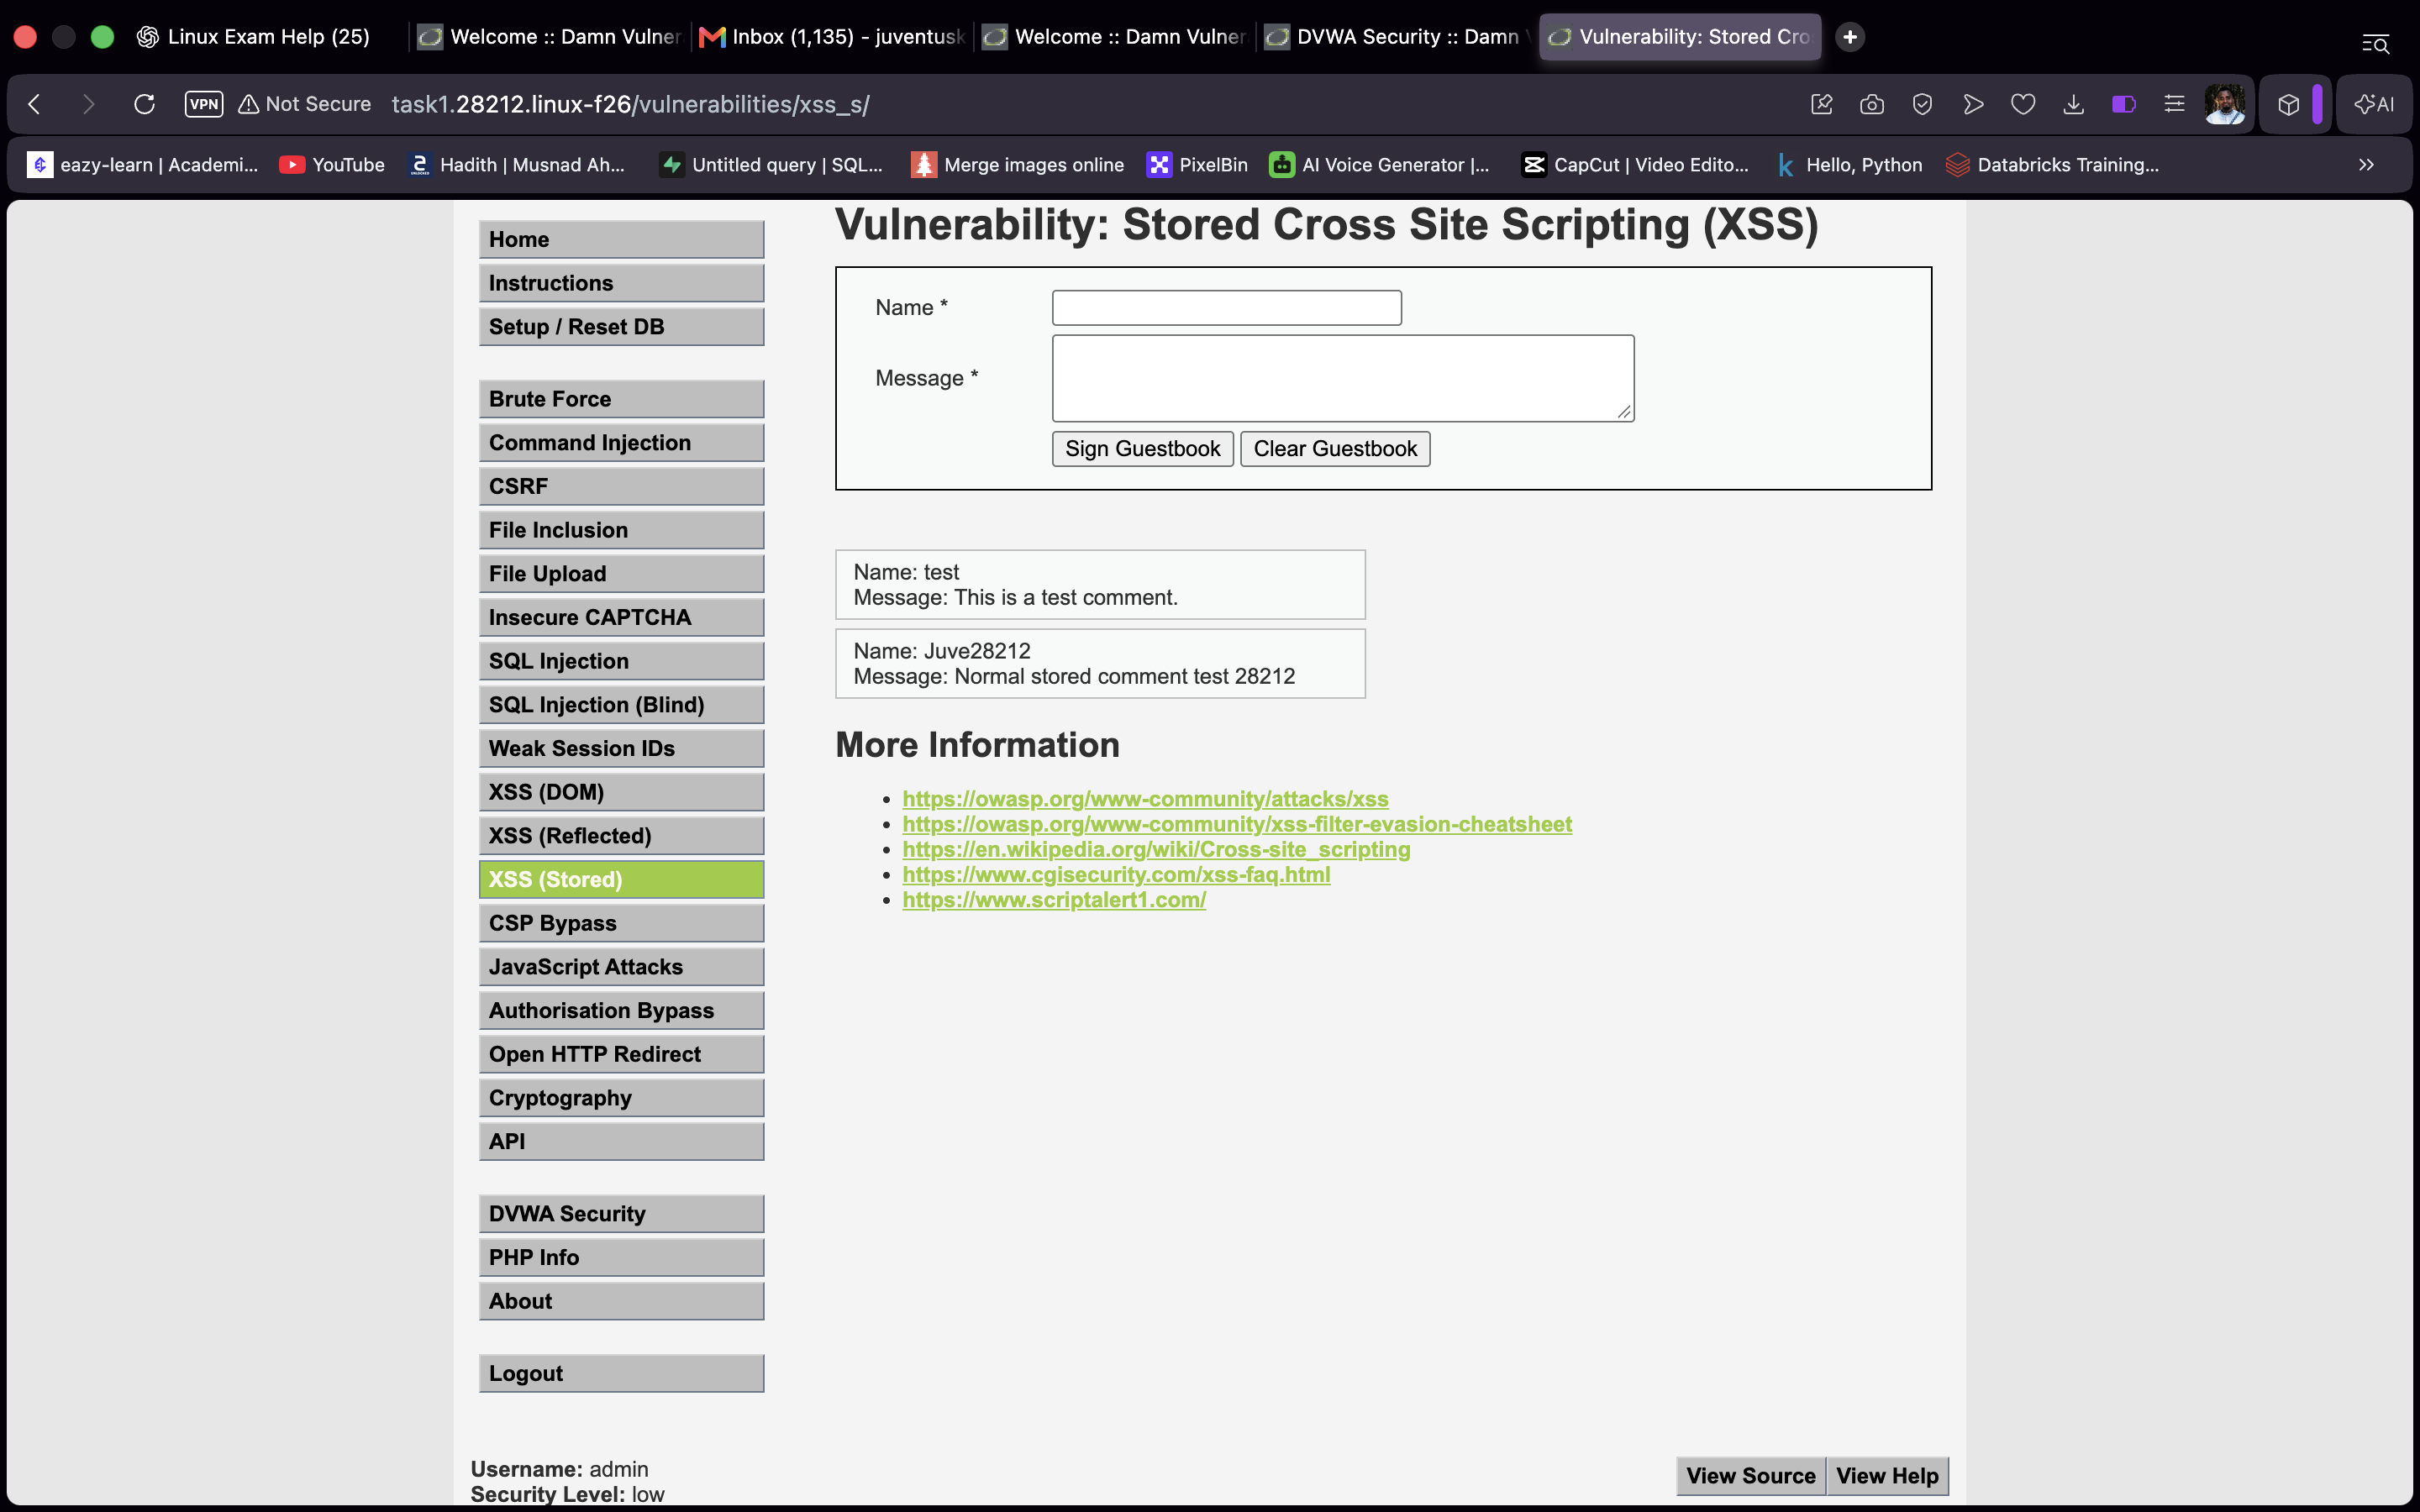 Linux Exam Help (25)
Welcome :: Damn Vulner
Inbox (1,135) - juventusk
Welcome :: Damn Vulner
DVWA Security :: Damn
Vulnerability: Stored Cro
VPN
Not Secure
task1.28212.linux-f26/vulnerabilities/xss_s/
AI
eazy-learn | Academi...
YouTube
Hadith | Musnad Ah...
Untitled query | SQL...
Merge images online
PixelBin
AI Voice Generator |...
CapCut | Video Edito...
Hello, Python
Databricks Training...
Home
Instructions
Setup / Reset DB
Brute Force
Command Injection
CSRF
File Inclusion
File Upload
Insecure CAPTCHA
SQL Injection
SQL Injection (Blind)
Weak Session IDs
XSS (DOM)
XSS (Reflected)
XSS (Stored)
CSP Bypass
JavaScript Attacks
Authorisation Bypass
Open HTTP Redirect
Cryptography
API
DVWA Security
PHP Info
About
Logout
Username: admin
Security Level: low
Vulnerability: Stored Cross Site Scripting (XSS)
Name *
Message *
Sign Guestbook
Clear Guestbook
Name: test
Message: This is a test comment.
Name: Juve28212
Message: Normal stored comment test 28212
More Information
https://owasp.org/www-community/attacks/xss
https://owasp.org/www-community/xss-filter-evasion-cheatsheet
https://en.wikipedia.org/wiki/Cross-site_scripting
https://www.cgisecurity.com/xss-faq.html
https://www.scriptalert1.com/
View Source
View Help